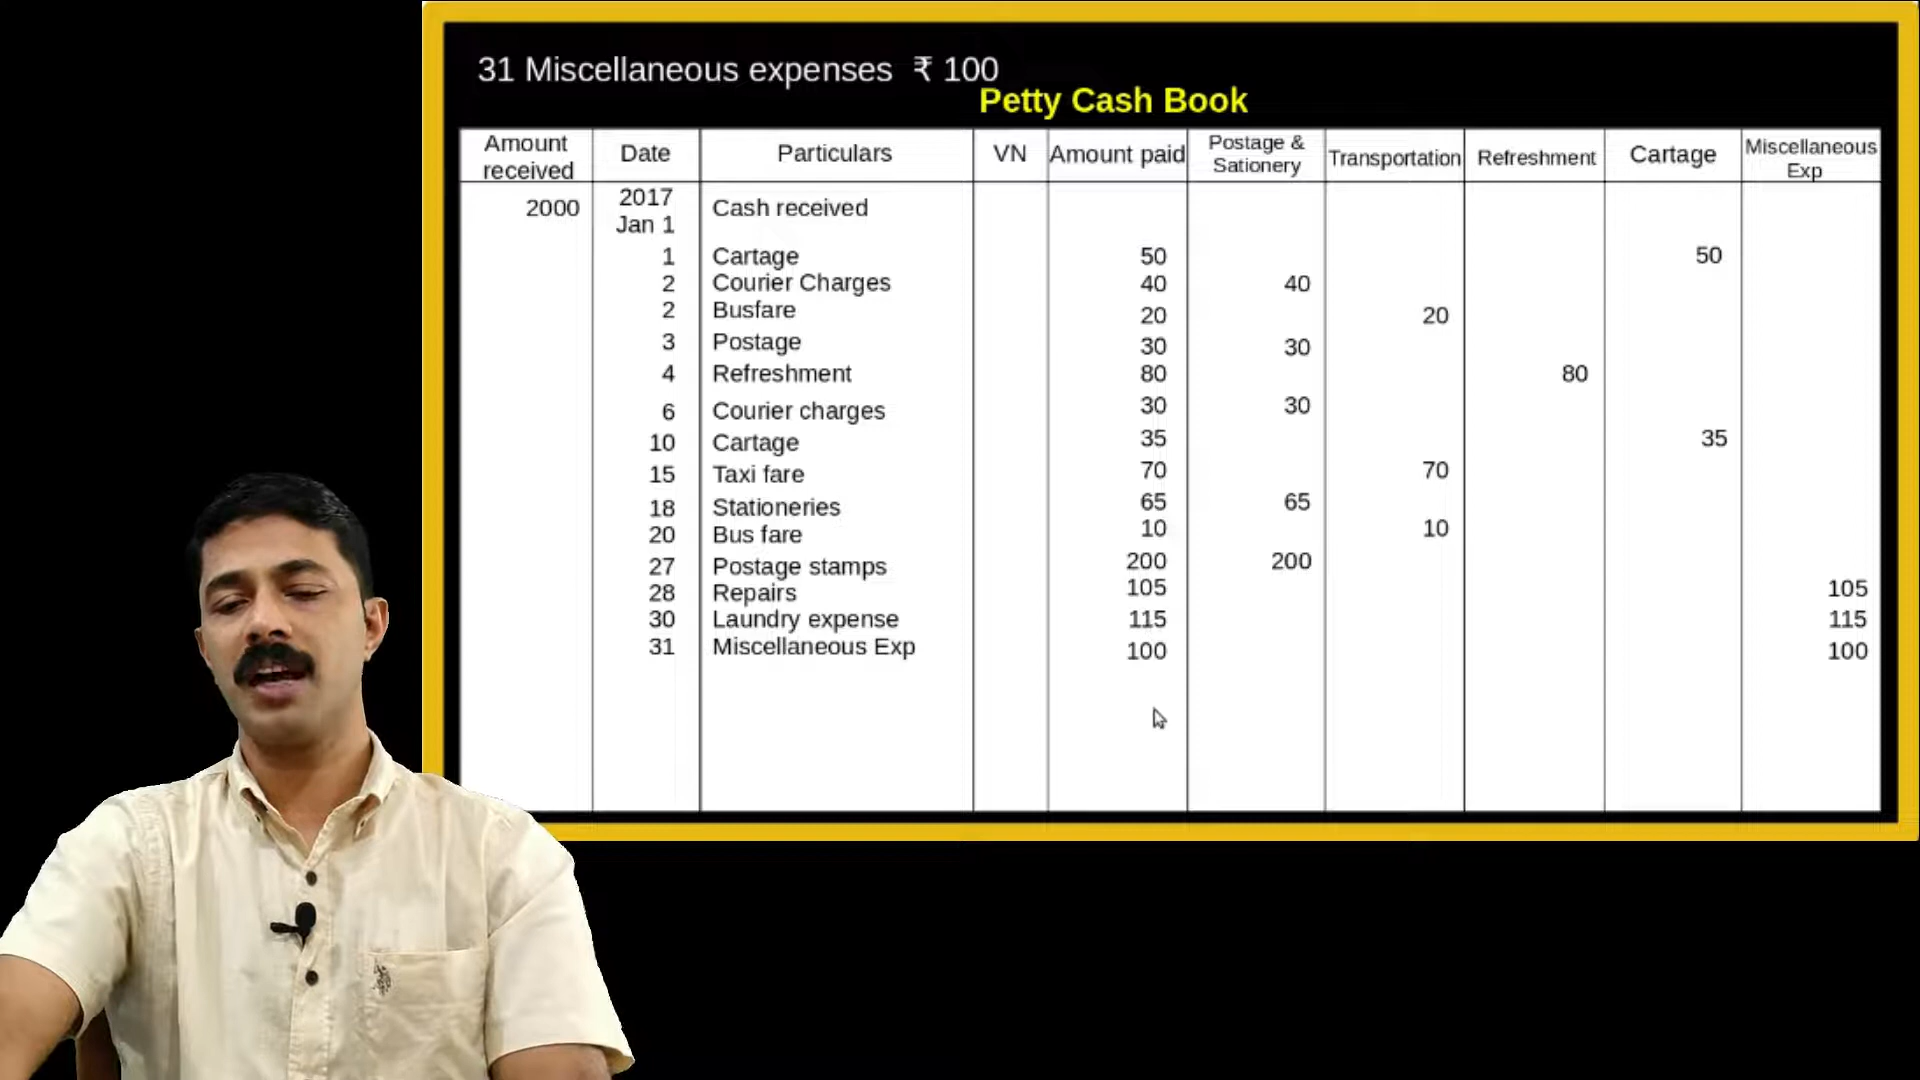 31 Miscellaneous expenses ₹ 100
Petty Cash Book
Amount received Date Particulars VN Amount paid Postage & Sationery Transportation Refreshment Cartage Miscellaneous Exp
2000 2017 Jan 1 Cash received
1 Cartage 50 50
2 Courier Charges 40 40
2 Busfare 20 20
3 Postage 30 30
4 Refreshment 80 80
6 Courier charges 30 30
10 Cartage 35 35
15 Taxi fare 70 70
18 Stationeries 65 65
20 Bus fare 10 10
27 Postage stamps 200 200
28 Repairs 105 105
30 Laundry expense 115 115
31 Miscellaneous Exp 100 100